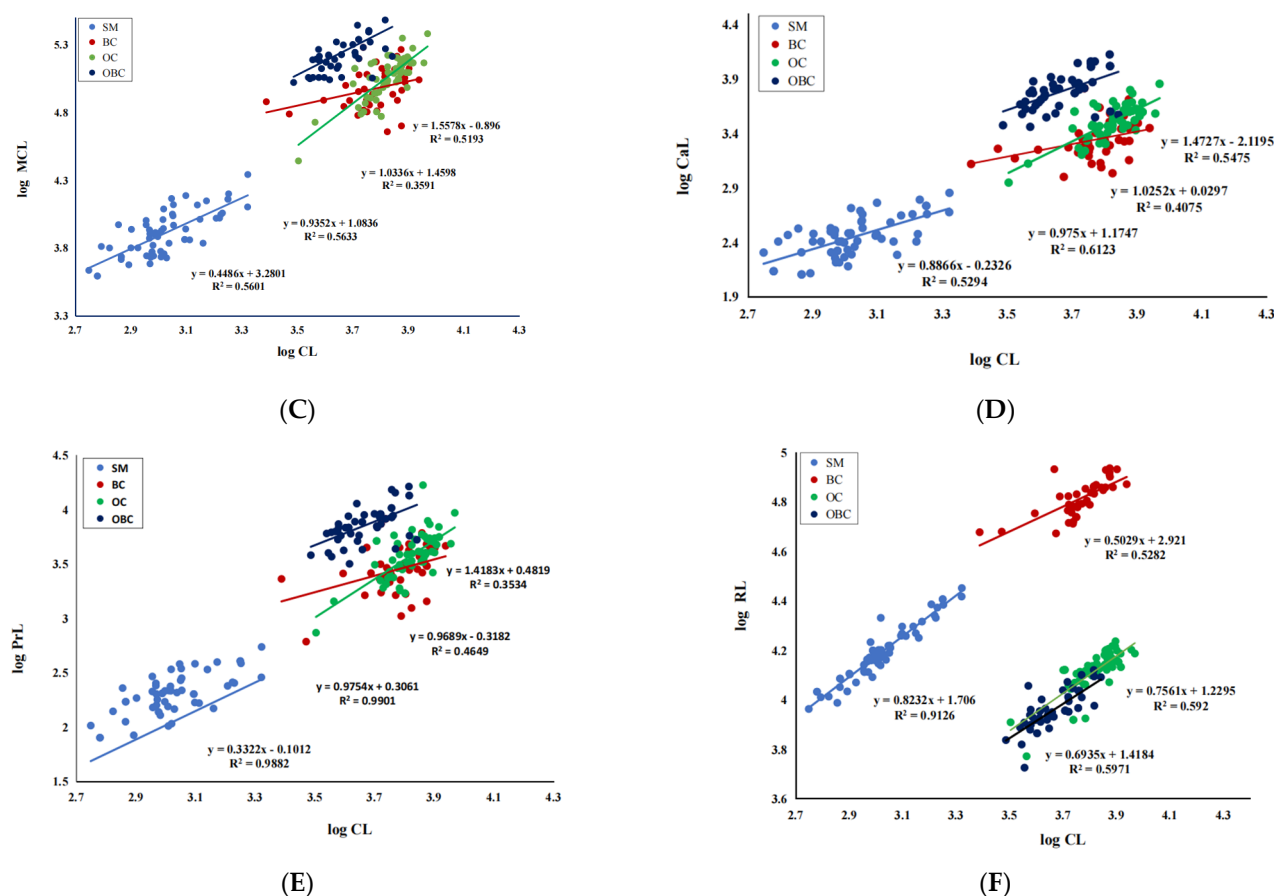 SM
BC
OC
OBC
5.3
4.8
4.3
3.8
3.3
log MCL
y = 1.5578x - 0.896
R² = 0.5193
y = 1.0336x + 1.4598
R² = 0.3591
y = 0.9352x + 1.0836
R² = 0.5633
y = 0.4486x + 3.2801
R² = 0.5601
2.7 2.9 3.1 3.3 3.5 3.7 3.9 4.1 4.3
log CL
(C)
SM
BC
OC
OBC
4.4
3.9
3.4
2.9
2.4
1.9
log CaL
y = 1.4727x - 2.1195
R² = 0.5475
y = 1.0252x + 0.0297
R² = 0.4075
y = 0.975x + 1.1747
R² = 0.6123
y = 0.8866x - 0.2326
R² = 0.5294
2.7 2.9 3.1 3.3 3.5 3.7 3.9 4.1 4.3
log CL
(D)
SM
BC
OC
OBC
4.5
4
3.5
3
2.5
2
1.5
log PrL
y = 1.4183x + 0.4819
R² = 0.3534
y = 0.9689x - 0.3182
R² = 0.4649
y = 0.9754x + 0.3061
R² = 0.9901
y = 0.3322x - 0.1012
R² = 0.9882
2.7 2.9 3.1 3.3 3.5 3.7 3.9 4.1 4.3
log CL
(E)
SM
BC
OC
OBC
5
4.8
4.6
4.4
4.2
4
3.8
3.6
log RL
y = 0.5029x + 2.921
R² = 0.5282
y = 0.8232x + 1.706
R² = 0.9126
y = 0.7561x + 1.2295
R² = 0.592
y = 0.6935x + 1.4184
R² = 0.5971
2.7 2.9 3.1 3.3 3.5 3.7 3.9 4.1 4.3
log CL
(F)